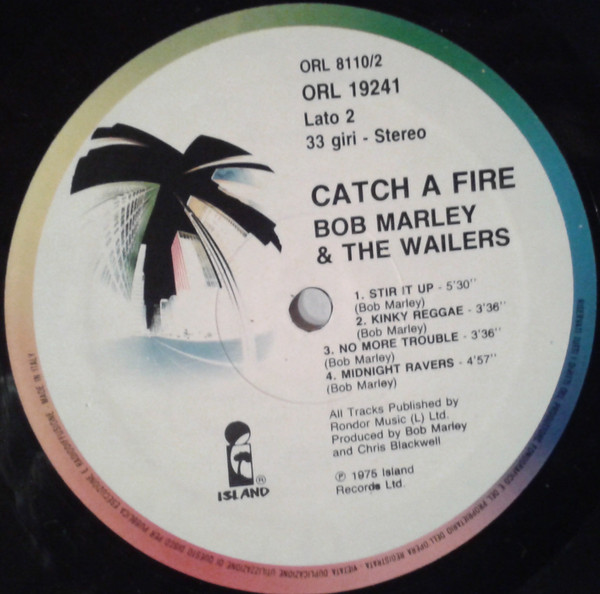 ORL 8110/2
ORL 19241
Lato 2
33 giri - Stereo
CATCH A FIRE
BOB MARLEY
& THE WAILERS
1. STIR IT UP - 5'30"
(Bob Marley)
2. KINKY REGGAE - 3'36"
(Bob Marley)
3. NO MORE TROUBLE - 3'36"
(Bob Marley)
4. MIDNIGHT RAVERS - 4'57"
(Bob Marley)
All Tracks Published by
Rondor Music (L) Ltd.
Produced by Bob Marley
and Chris Blackwell
℗ 1975 Island
Records Ltd.
ISLAND®
MADE IN ITALY